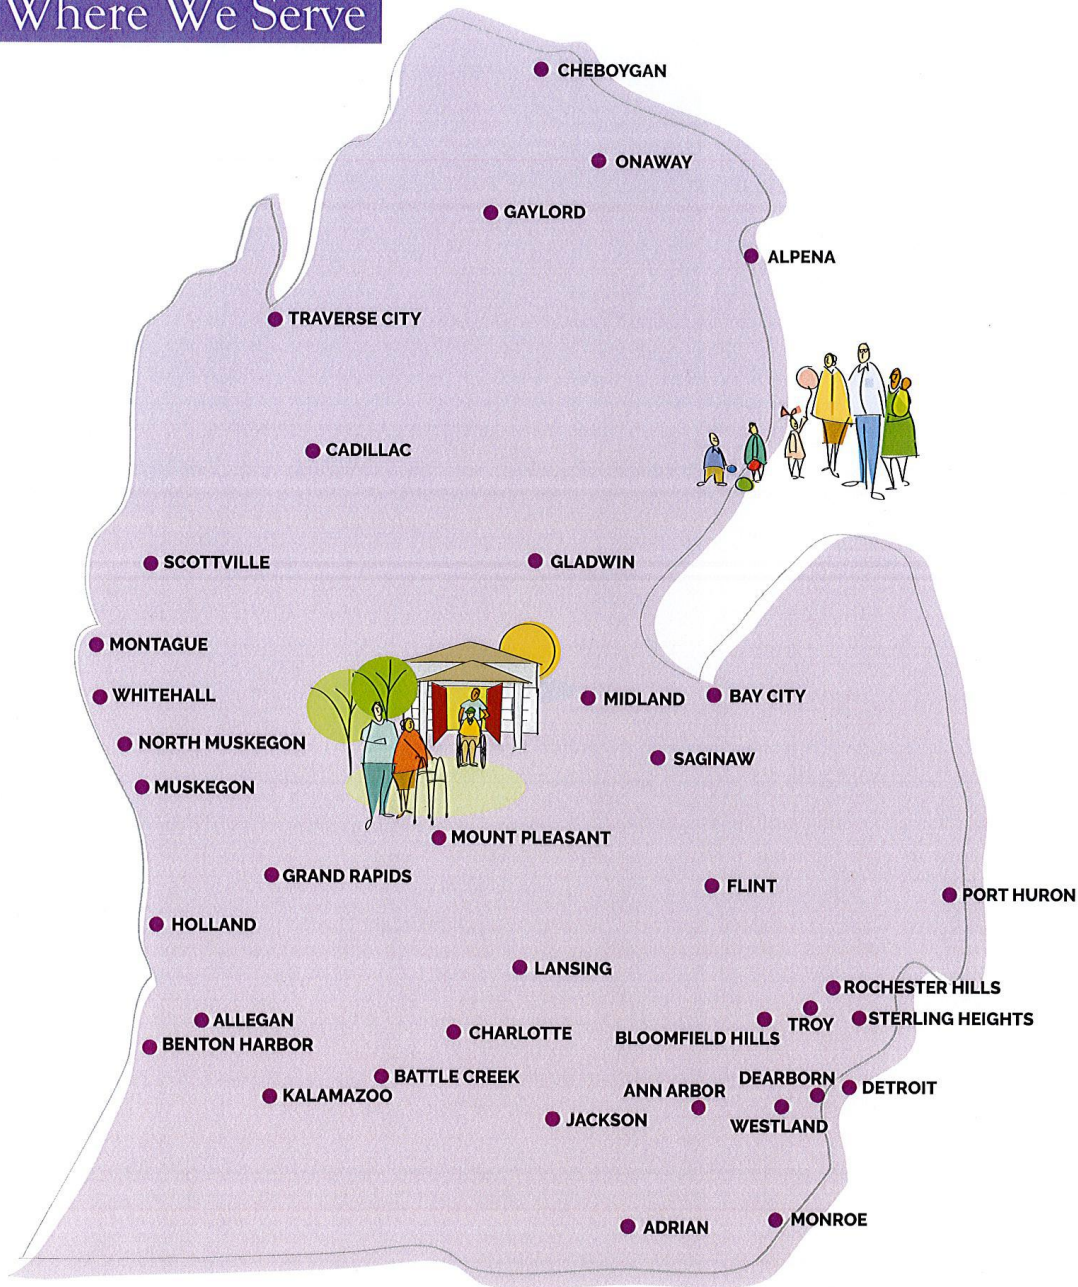 Where We Serve
CHEBOYGAN
ONAWAY
GAYLORD
ALPENA
TRAVERSE CITY
CADILLAC
SCOTTVILLE
GLADWIN
MONTAGUE
WHITEHALL
MIDLAND
BAY CITY
NORTH MUSKEGON
SAGINAW
MUSKEGON
MOUNT PLEASANT
GRAND RAPIDS
FLINT
PORT HURON
HOLLAND
LANSING
ROCHESTER HILLS
ALLEGAN
TROY
STERLING HEIGHTS
CHARLOTTE
BLOOMFIELD HILLS
BENTON HARBOR
BATTLE CREEK
DEARBORN
DETROIT
KALAMAZOO
ANN ARBOR
JACKSON
WESTLAND
ADRIAN
MONROE